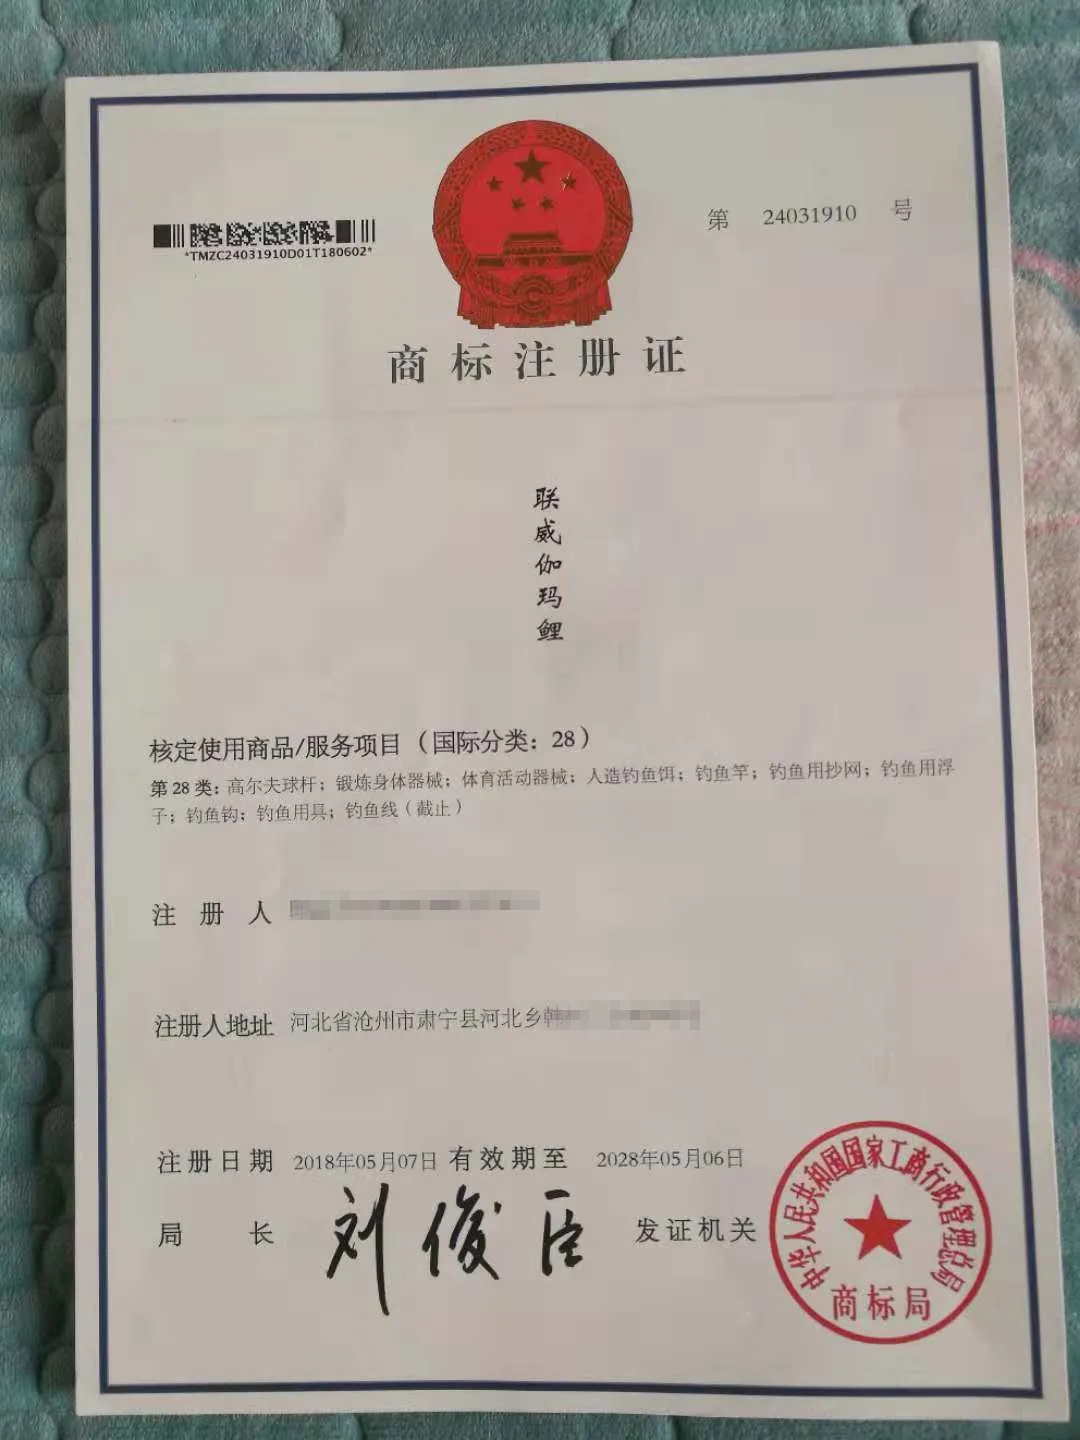 *TMZC24031910D01T180602*
第 24031910 号
商标注册证
联威伽玛鲤
核定使用商品/服务项目（国际分类：28）
第 28 类：高尔夫球杆；锻炼身体器械；体育活动器械；人造钓鱼饵；钓鱼竿；钓鱼用抄网；钓鱼用浮
子；钓鱼钩；钓鱼用具；钓鱼线（截止）
注册人
注册人地址 河北省沧州市肃宁县河北乡韩
注册日期 2018年05月07日 有效期至 2028年05月06日
局长 刘俊臣 发证机关
中华人民共和国国家工商行政管理总局
商标局